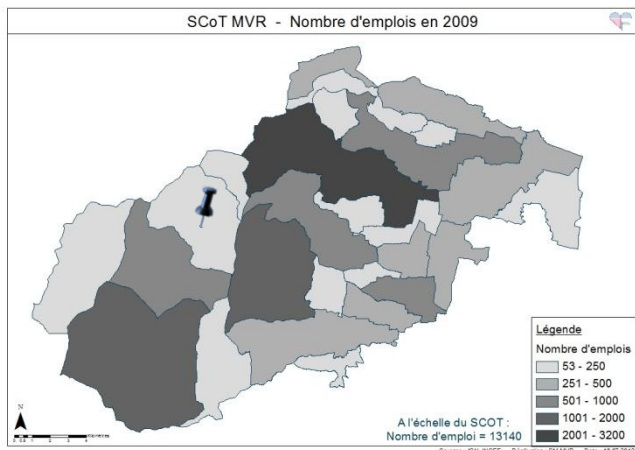 SCoT MVR - Nombre d'emplois en 2009
Légende
Nombre d'emplois
53 - 250
251 - 500
501 - 1000
1001 - 2000
2001 - 3200
A l'échelle du SCOT :
Nombre d'emploi = 13140
N